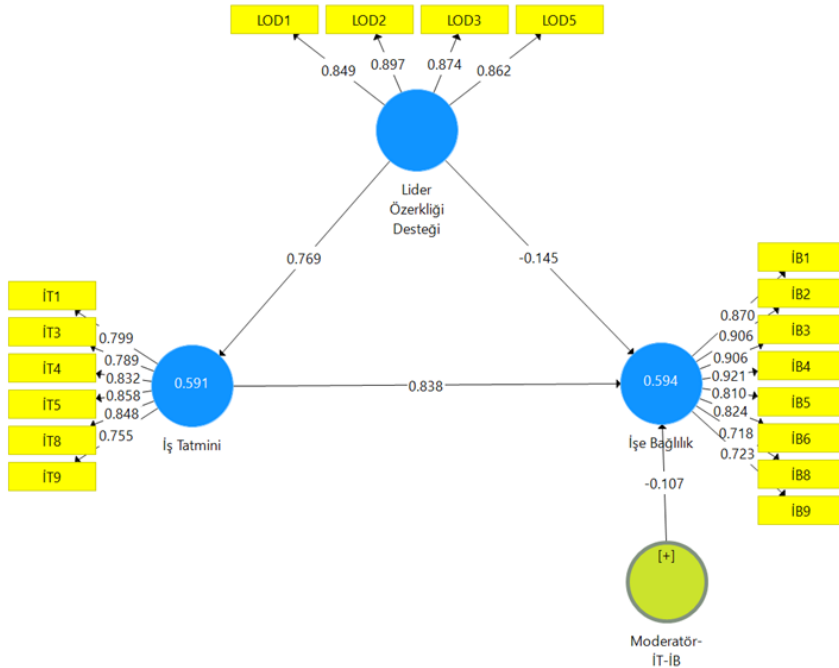 LOD1 LOD2 LOD3 LOD5
0.849 0.897 0.874 0.862
Lider
Özerkliği
Desteği
0.769 -0.145
İT1
İT3
İT4
İT5
İT8
İT9
0.799
0.789
0.832
0.858
0.848
0.755
0.591
İş Tatmini
0.838
0.594
İşe Bağlılık
0.870
0.906
0.906
0.921
0.810
0.824
0.718
0.723
İB1
İB2
İB3
İB4
İB5
İB6
İB8
İB9
-0.107
[+]
Moderatör-
İT-İB